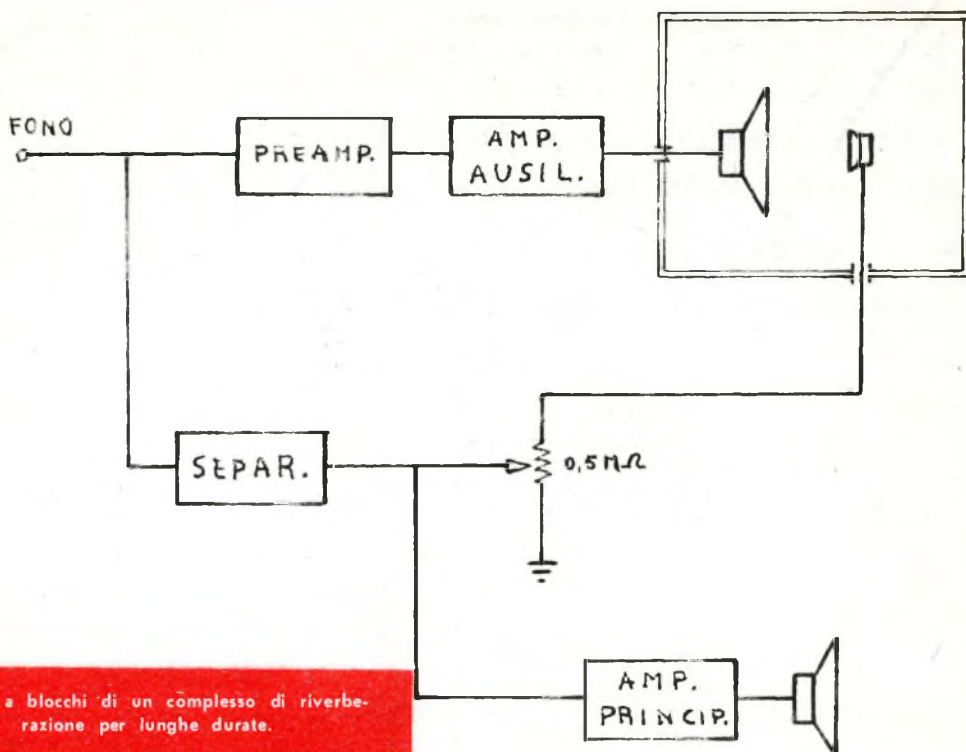 FONO
PREAMP.
AMP.
AUSIL.
SEPAR.
0,5 MΩ
AMP.
PRINCIP.
a blocchi di un complesso di riverbe-
razione per lunghe durate.